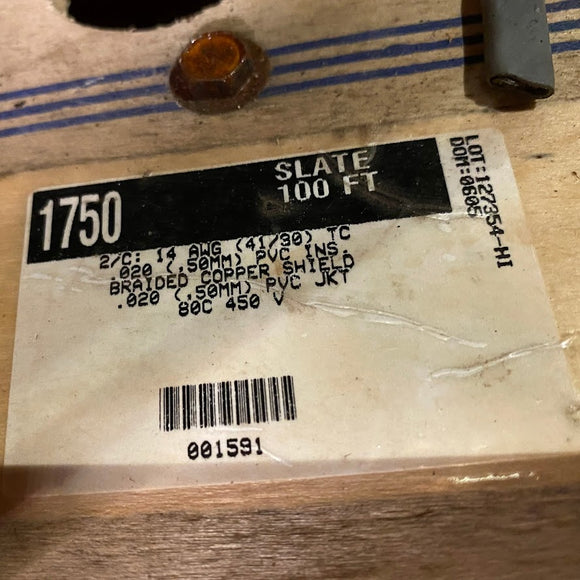 1750
SLATE
100 FT
2/C: 14 AWG (41/30) TC
.020 (.50MM) PVC INS.
BRAIDED COPPER SHIELD
.020 (.50MM) PVC JKT
80C 450 V
001591
LOT:127354-HI
DOM:0605